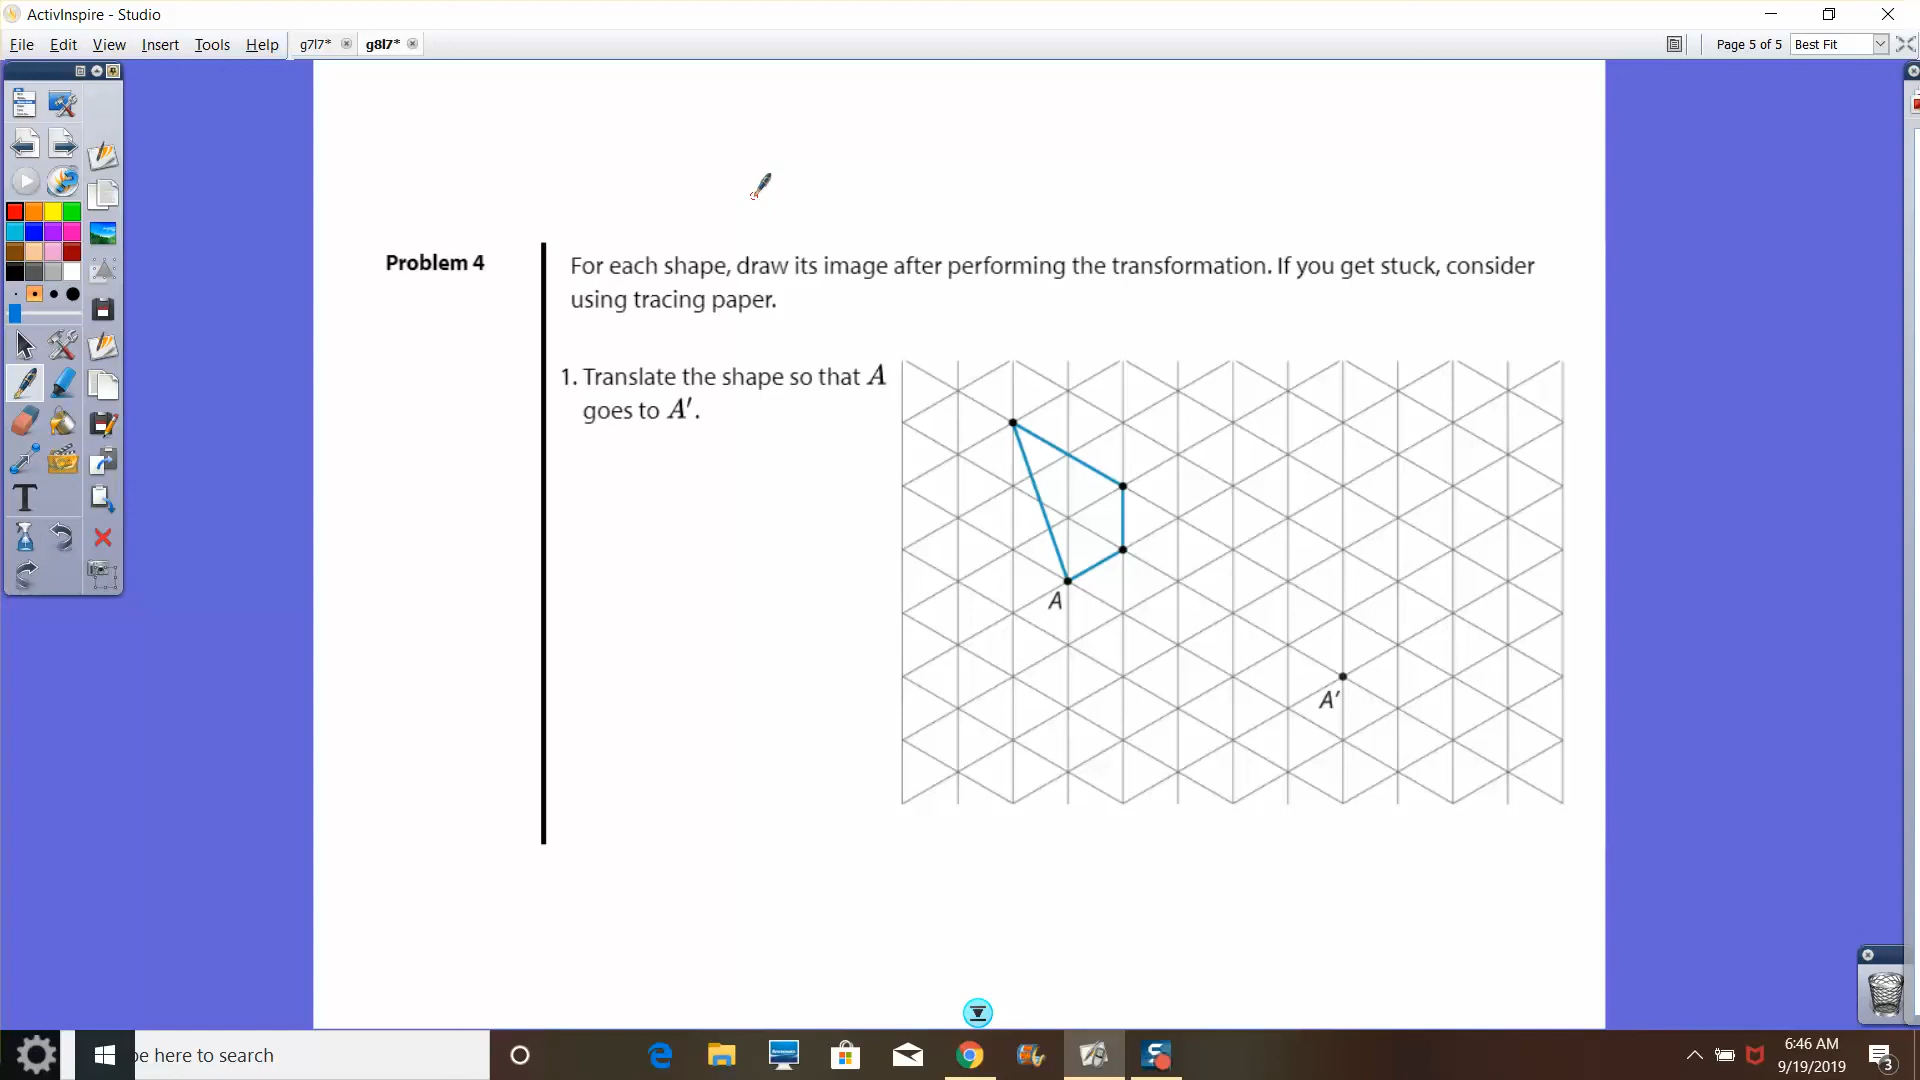 ActivInspire - Studio
File Edit View Insert Tools Help g7l7* g8l7* Page 5 of 5 Best Fit
Problem 4
For each shape, draw its image after performing the transformation. If you get stuck, consider
using tracing paper.
1. Translate the shape so that A
goes to A′.
A
A′
T
pe here to search
6:46 AM
9/19/2019
3